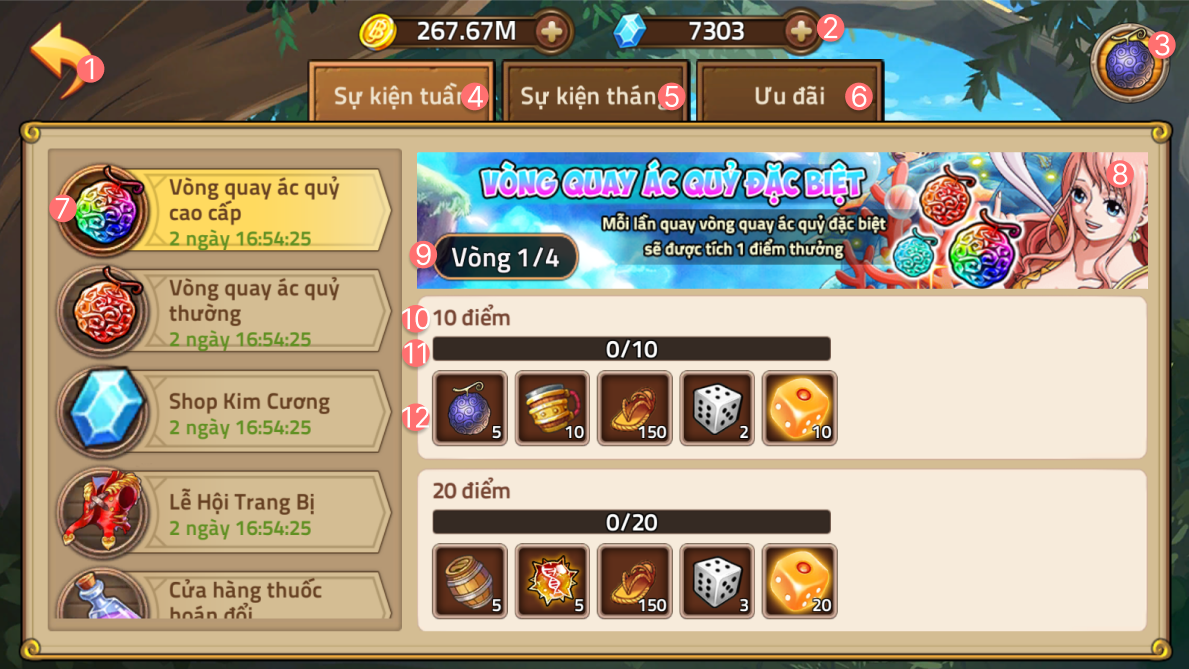 267.67M
7303
2
1
3
Sự kiện tuần 4
Sự kiện tháng 5
Ưu đãi 6
7
Vòng quay ác quỷ
cao cấp
2 ngày 16:54:25
Vòng quay ác quỷ
thường
2 ngày 16:54:25
Shop Kim Cương
2 ngày 16:54:25
Lễ Hội Trang Bị
2 ngày 16:54:25
Cửa hàng thuốc
hoán đổi
VÒNG QUAY ÁC QUỶ ĐẶC BIỆT
8
Mỗi lần quay vòng quay ác quỷ đặc biệt
sẽ được tích 1 điểm thưởng
9
Vòng 1/4
10
10 điểm
11
0/10
12
5
10
150
2
10
20 điểm
0/20
5
5
150
3
20